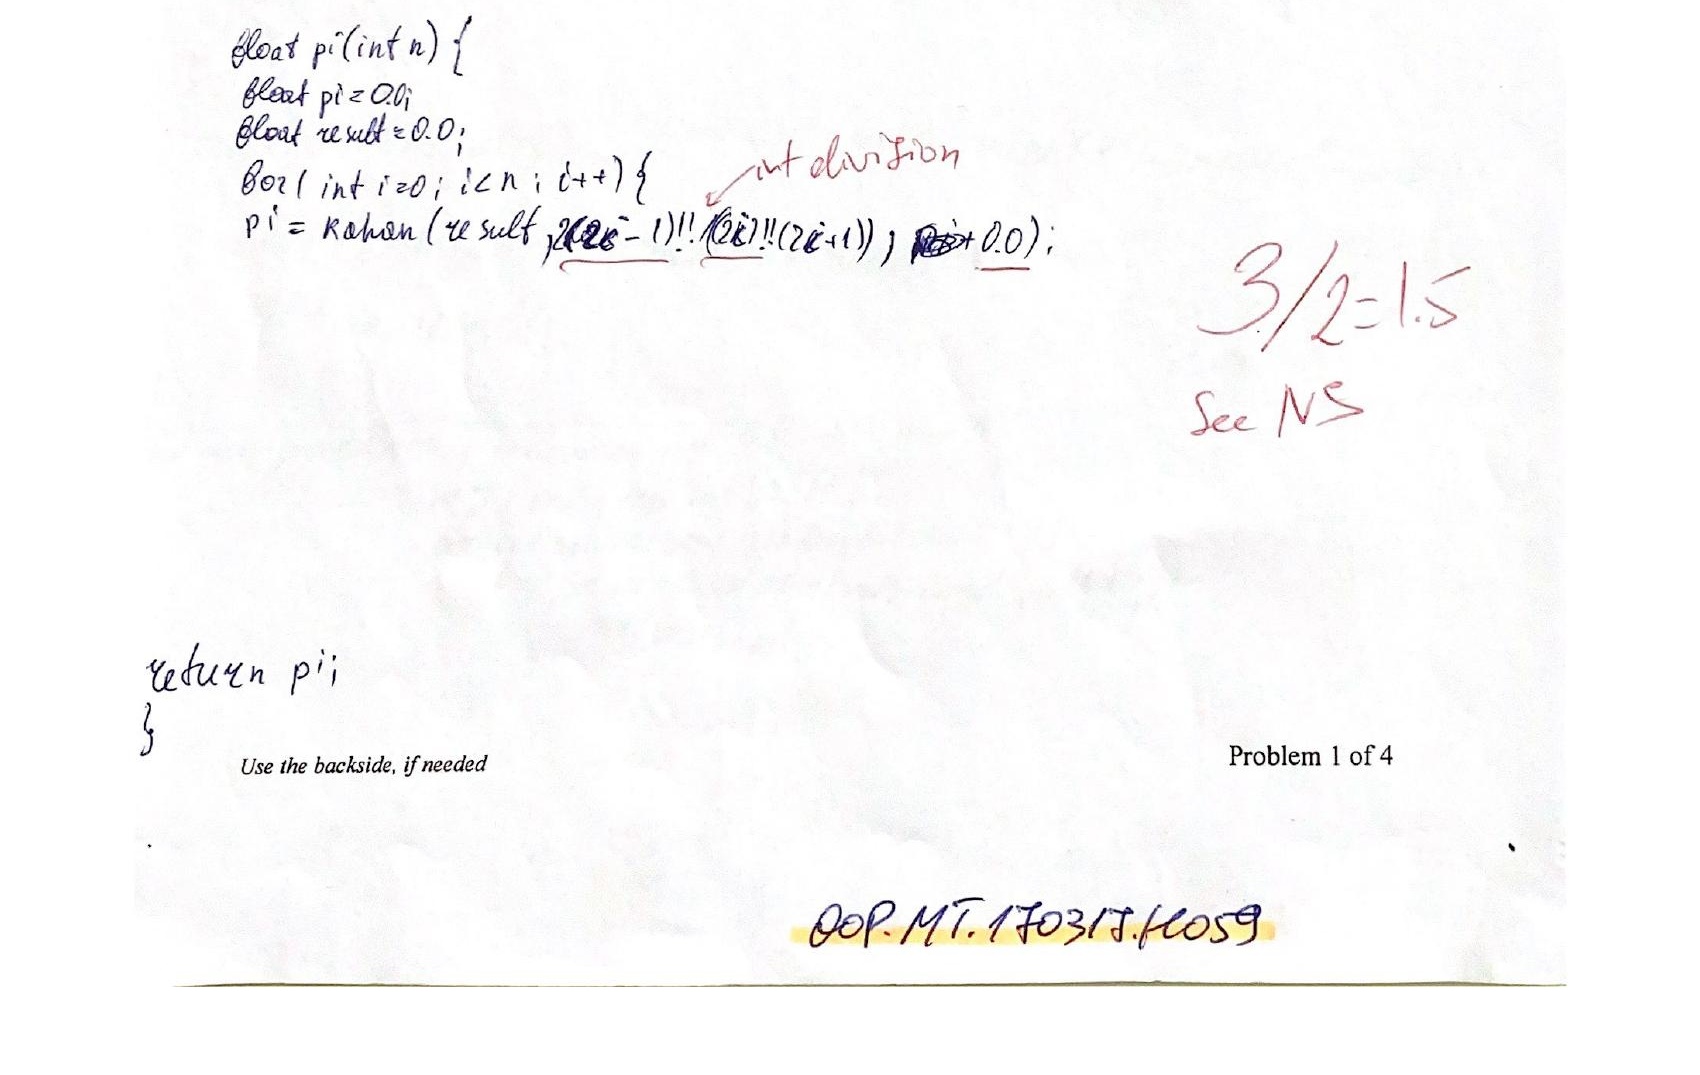 float pi(int n) {
float pi = 0.0;
float result = 0.0;
for( int i=0; i<n; i++) {
int division
pi = Kahan(result, 2(2i-1)!!/(2i)!!(2i+1)), 0.0);
3/2=1.5
See NS
return pi;
}
Use the backside, if needed
Problem 1 of 4
OOP.MT.170317.H059